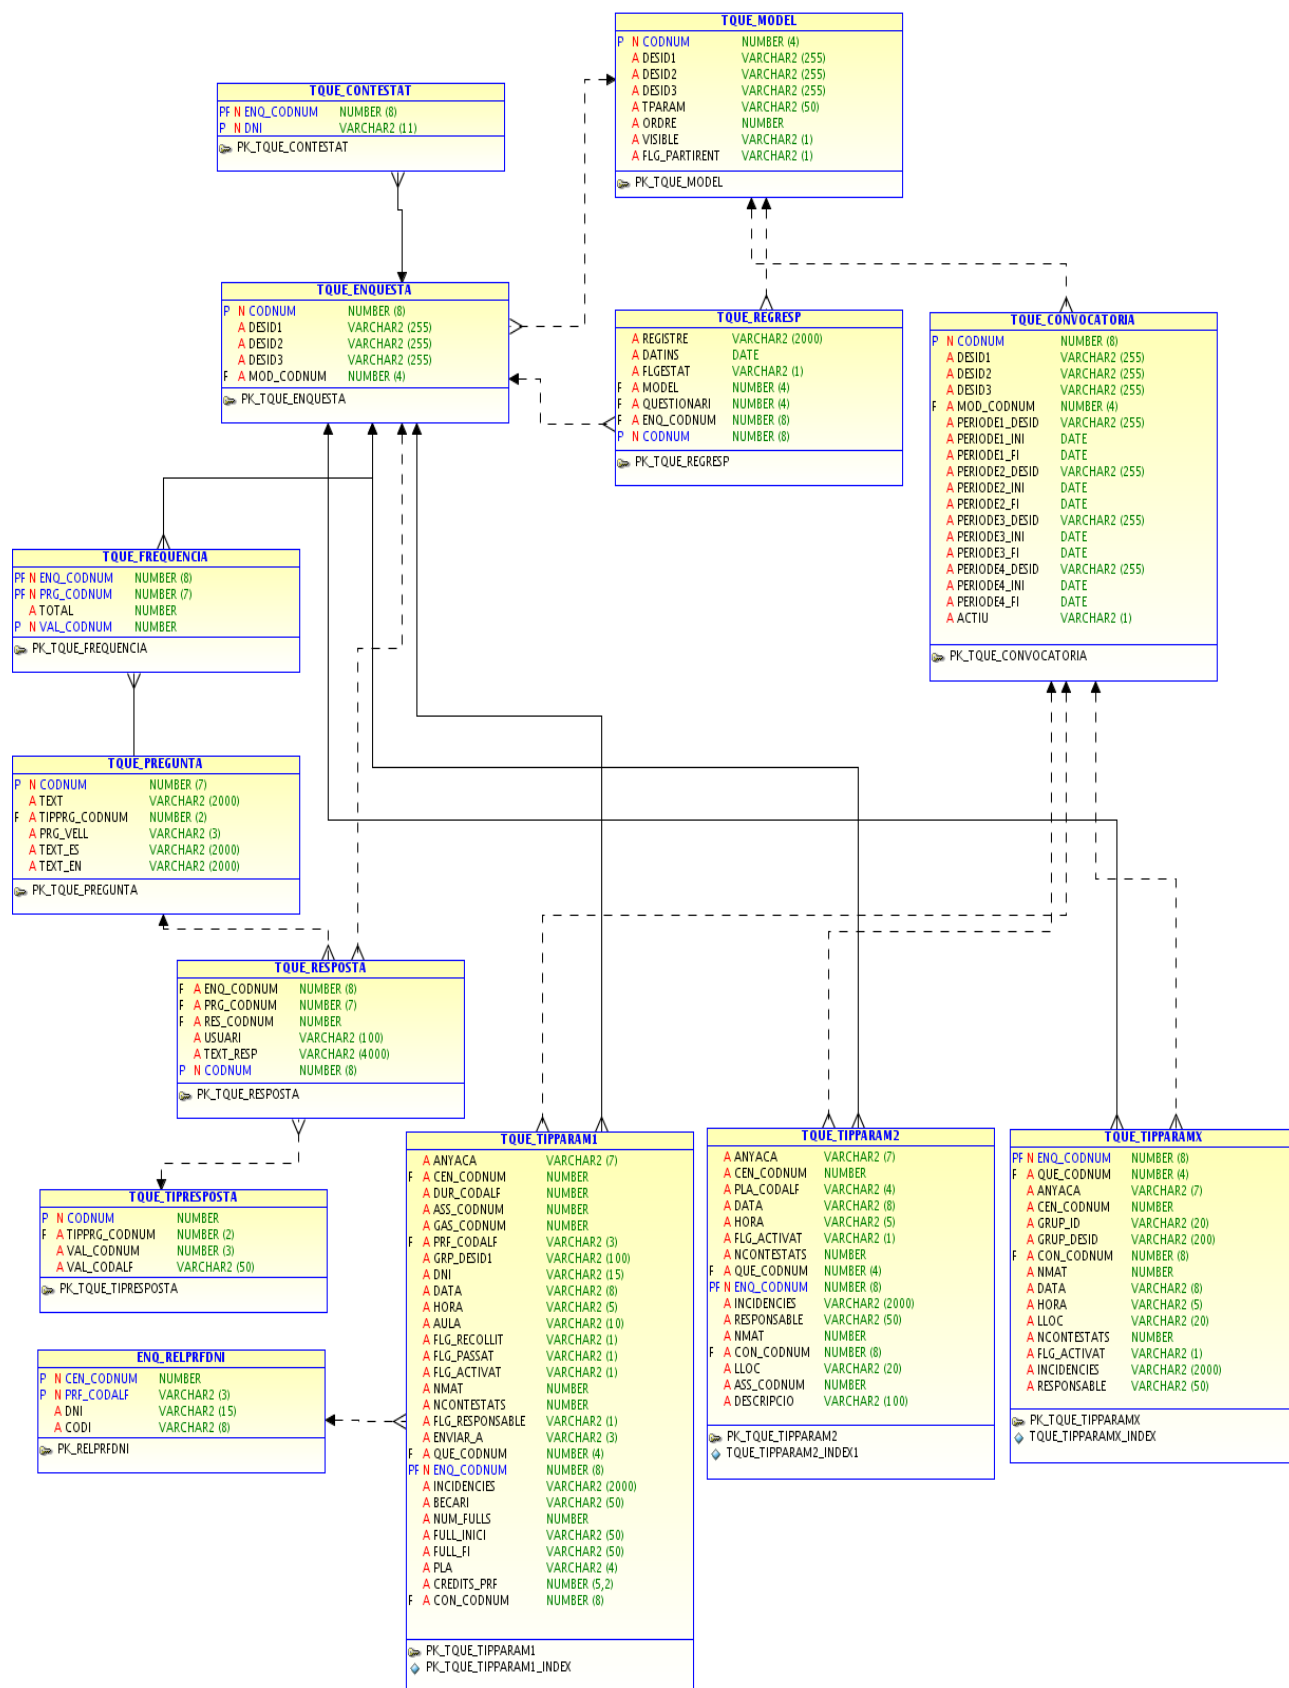 TQUE_MODEL
P N CODNUM NUMBER (4)
A DESID1 VARCHAR2 (255)
A DESID2 VARCHAR2 (255)
A DESID3 VARCHAR2 (255)
A TPARAM VARCHAR2 (50)
A ORDRE NUMBER
A VISIBLE VARCHAR2 (1)
A FLG_PARTIRENT VARCHAR2 (1)
PK_TQUE_MODEL
TQUE_CONTESTAT
PF N ENQ_CODNUM NUMBER (8)
P N DNI VARCHAR2 (11)
PK_TQUE_CONTESTAT
TQUE_ENQUESTA
P N CODNUM NUMBER (8)
A DESID1 VARCHAR2 (255)
A DESID2 VARCHAR2 (255)
A DESID3 VARCHAR2 (255)
F A MOD_CODNUM NUMBER (4)
PK_TQUE_ENQUESTA
TQUE_REGRESP
A REGISTRE VARCHAR2 (2000)
A DATINS DATE
A FLGESTAT VARCHAR2 (1)
F A MODEL NUMBER (4)
F A QUESTIONARI NUMBER (4)
F A ENQ_CODNUM NUMBER (8)
P N CODNUM NUMBER (8)
PK_TQUE_REGRESP
TQUE_CONVOCATORIA
P N CODNUM NUMBER (8)
A DESID1 VARCHAR2 (255)
A DESID2 VARCHAR2 (255)
A DESID3 VARCHAR2 (255)
F A MOD_CODNUM NUMBER (4)
A PERIODE1_DESID VARCHAR2 (255)
A PERIODE1_INI DATE
A PERIODE1_FI DATE
A PERIODE2_DESID VARCHAR2 (255)
A PERIODE2_INI DATE
A PERIODE2_FI DATE
A PERIODE3_DESID VARCHAR2 (255)
A PERIODE3_INI DATE
A PERIODE3_FI DATE
A PERIODE4_DESID VARCHAR2 (255)
A PERIODE4_INI DATE
A PERIODE4_FI DATE
A ACTIU VARCHAR2 (1)
PK_TQUE_CONVOCATORIA
TQUE_FREQUENCIA
PF N ENQ_CODNUM NUMBER (8)
PF N PRG_CODNUM NUMBER (7)
A TOTAL NUMBER
P N VAL_CODNUM NUMBER
PK_TQUE_FREQUENCIA
TQUE_PREGUNTA
P N CODNUM NUMBER (7)
A TEXT VARCHAR2 (2000)
F A TIPPRG_CODNUM NUMBER (2)
A PRG_VELL VARCHAR2 (3)
A TEXT_ES VARCHAR2 (2000)
A TEXT_EN VARCHAR2 (2000)
PK_TQUE_PREGUNTA
TQUE_RESPOSTA
F A ENQ_CODNUM NUMBER (8)
F A PRG_CODNUM NUMBER (7)
F A RES_CODNUM NUMBER
A USUARI VARCHAR2 (100)
A TEXT_RESP VARCHAR2 (4000)
P N CODNUM NUMBER (8)
PK_TQUE_RESPOSTA
TQUE_TIPRESPOSTA
P N CODNUM NUMBER
F A TIPPRG_CODNUM NUMBER (2)
A VAL_CODNUM NUMBER (3)
A VAL_CODALF VARCHAR2 (50)
PK_TQUE_TIPRESPOSTA
ENQ_RELPRFDNI
P N CEN_CODNUM NUMBER
P N PRF_CODALF VARCHAR2 (3)
A DNI VARCHAR2 (15)
A CODI VARCHAR2 (8)
PK_RELPRFDNI
TQUE_TIPPARAM1
A ANYACA VARCHAR2 (7)
F A CEN_CODNUM NUMBER
A DUR_CODALF NUMBER
A ASS_CODNUM NUMBER
A GAS_CODNUM NUMBER
F A PRF_CODALF VARCHAR2 (3)
A GRP_DESID1 VARCHAR2 (100)
A DNI VARCHAR2 (15)
A DATA VARCHAR2 (8)
A HORA VARCHAR2 (5)
A AULA VARCHAR2 (10)
A FLG_RECOLLIT VARCHAR2 (1)
A FLG_PASSAT VARCHAR2 (1)
A FLG_ACTIVAT VARCHAR2 (1)
A NMAT NUMBER
A NCONTESTATS NUMBER
A FLG_RESPONSABLE VARCHAR2 (1)
A ENVIAR_A VARCHAR2 (3)
F A QUE_CODNUM NUMBER (4)
PF N ENQ_CODNUM NUMBER (8)
A INCIDENCIES VARCHAR2 (2000)
A BECARI VARCHAR2 (50)
A NUM_FULLS NUMBER
A FULL_INICI VARCHAR2 (50)
A FULL_FI VARCHAR2 (50)
A PLA VARCHAR2 (4)
A CREDITS_PRF NUMBER (5,2)
F A CON_CODNUM NUMBER (8)
PK_TQUE_TIPPARAM1
PK_TQUE_TIPPARAM1_INDEX
TQUE_TIPPARAM2
A ANYACA VARCHAR2 (7)
A CEN_CODNUM NUMBER
A PLA_CODALF VARCHAR2 (4)
A DATA VARCHAR2 (8)
A HORA VARCHAR2 (5)
A FLG_ACTIVAT VARCHAR2 (1)
A NCONTESTATS NUMBER
F A QUE_CODNUM NUMBER (4)
PF N ENQ_CODNUM NUMBER (8)
A INCIDENCIES VARCHAR2 (2000)
A RESPONSABLE VARCHAR2 (50)
A NMAT NUMBER
F A CON_CODNUM NUMBER (8)
A LLOC VARCHAR2 (20)
A ASS_CODNUM NUMBER
A DESCRIPCIO VARCHAR2 (100)
PK_TQUE_TIPPARAM2
TQUE_TIPPARAM2_INDEX1
TQUE_TIPPARAMX
PF N ENQ_CODNUM NUMBER (8)
F A QUE_CODNUM NUMBER (4)
A ANYACA VARCHAR2 (7)
A CEN_CODNUM NUMBER
A GRUP_ID VARCHAR2 (20)
A GRUP_DESID VARCHAR2 (200)
F A CON_CODNUM NUMBER (8)
A NMAT NUMBER
A DATA VARCHAR2 (8)
A HORA VARCHAR2 (5)
A LLOC VARCHAR2 (20)
A NCONTESTATS NUMBER
A FLG_ACTIVAT VARCHAR2 (1)
A INCIDENCIES VARCHAR2 (2000)
A RESPONSABLE VARCHAR2 (50)
PK_TQUE_TIPPARAMX
TQUE_TIPPARAMX_INDEX